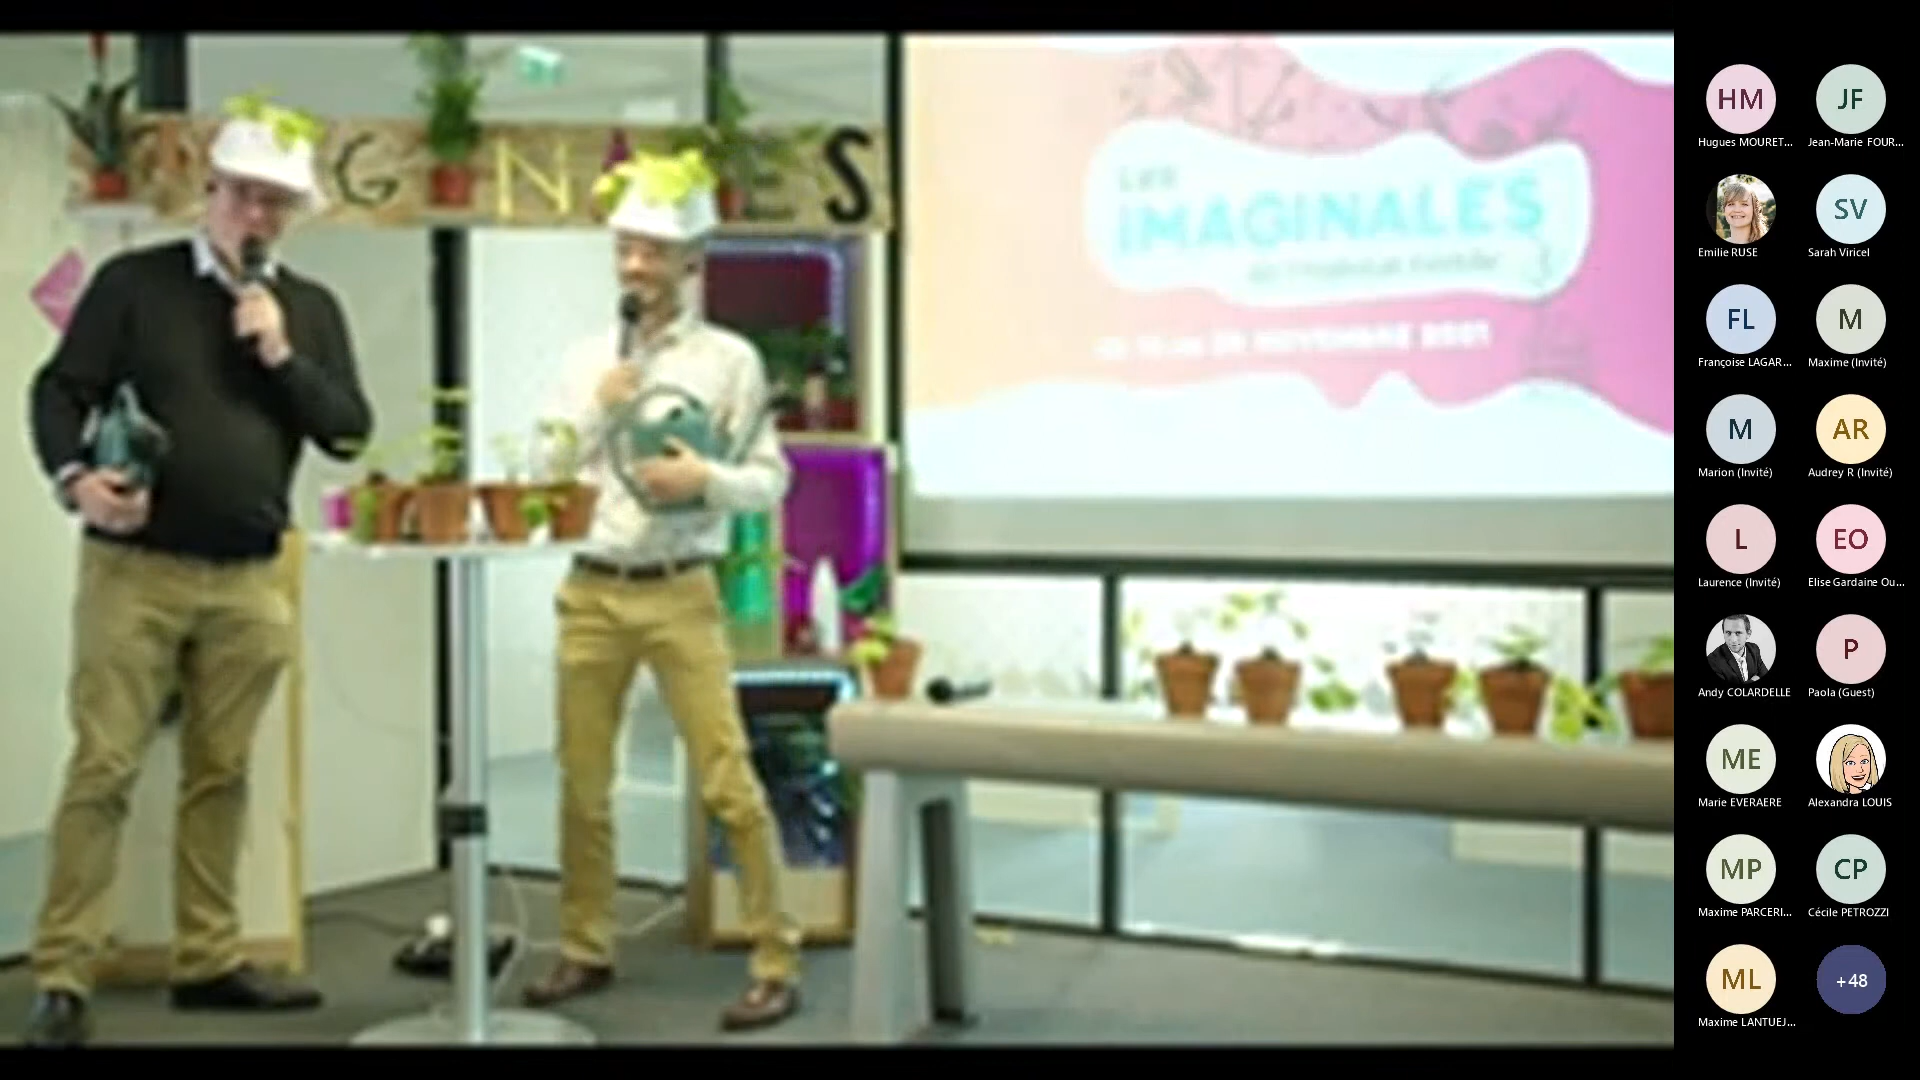 G N E S
LES
IMAGINALES
NOVEMBRE 2021
HM
Hugues MOURET...
JF
Jean-Marie FOUR...
Emilie RUSE
SV
Sarah Viricel
FL
Françoise LAGAR...
M
Maxime (Invité)
M
Marion (Invité)
AR
Audrey R (Invité)
L
Laurence (Invité)
EO
Elise Gardaine Ou...
Andy COLARDELLE
P
Paola (Guest)
ME
Marie EVERAERE
Alexandra LOUIS
MP
Maxime PARCERI...
CP
Cécile PETROZZI
ML
Maxime LANTUEJ...
+48